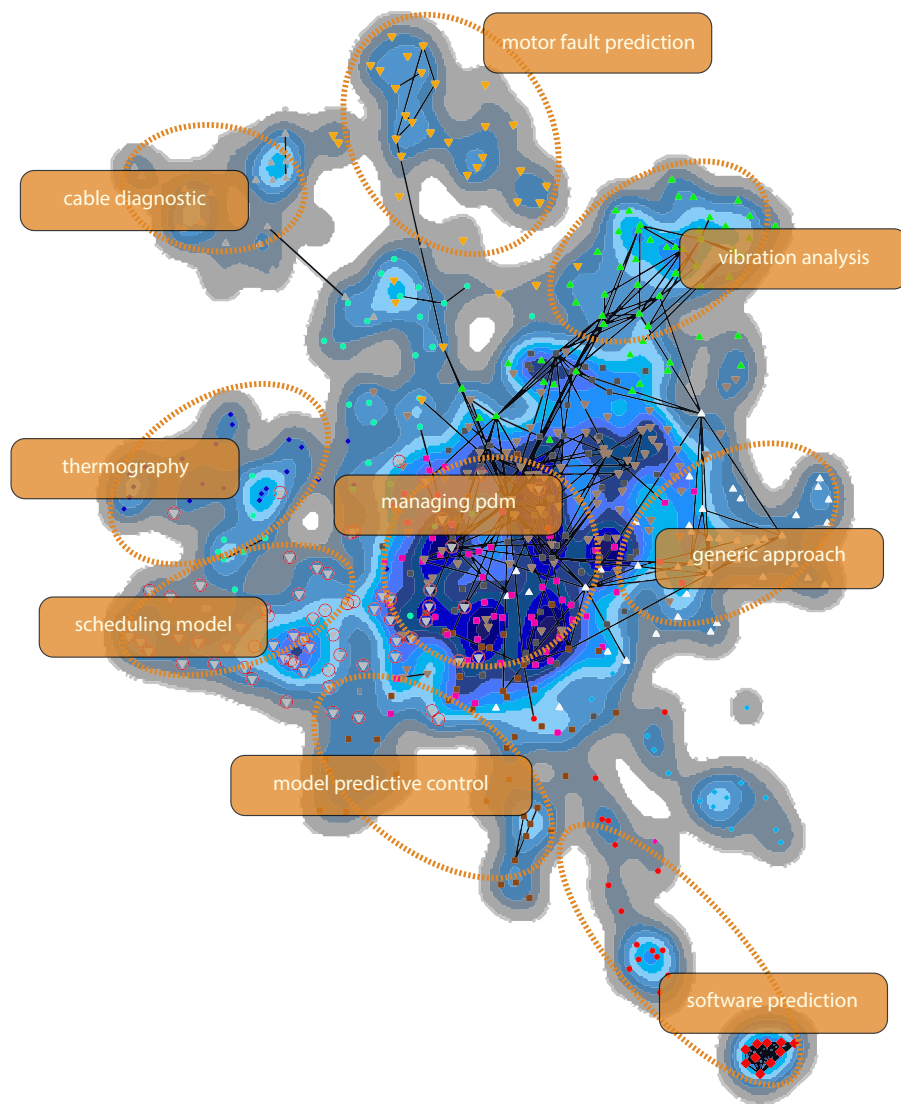 motor fault prediction
cable diagnostic
vibration analysis
thermography
managing pdm
generic approach
scheduling model
model predictive control
software prediction